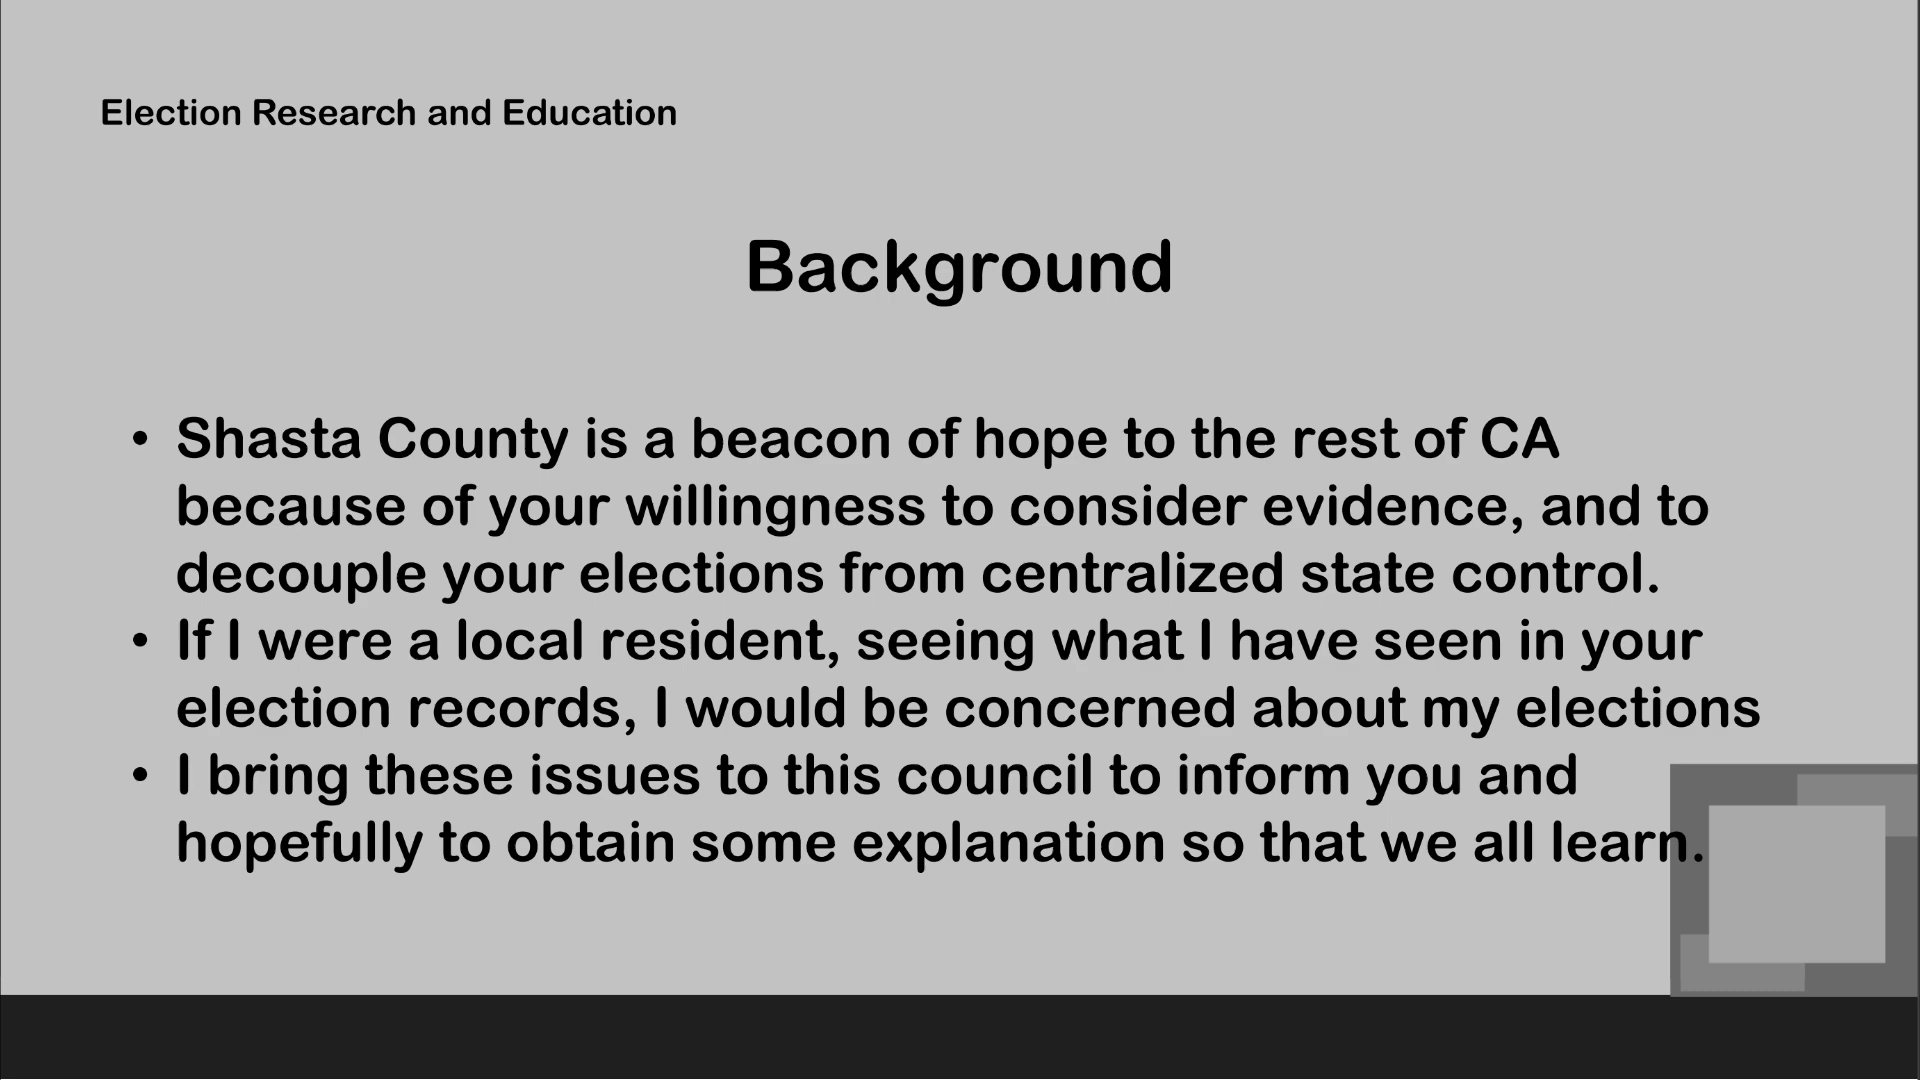 Election Research and Education
Background
• Shasta County is a beacon of hope to the rest of CA
because of your willingness to consider evidence, and to
decouple your elections from centralized state control.
• If I were a local resident, seeing what I have seen in your
election records, I would be concerned about my elections
• I bring these issues to this council to inform you and
hopefully to obtain some explanation so that we all learn.